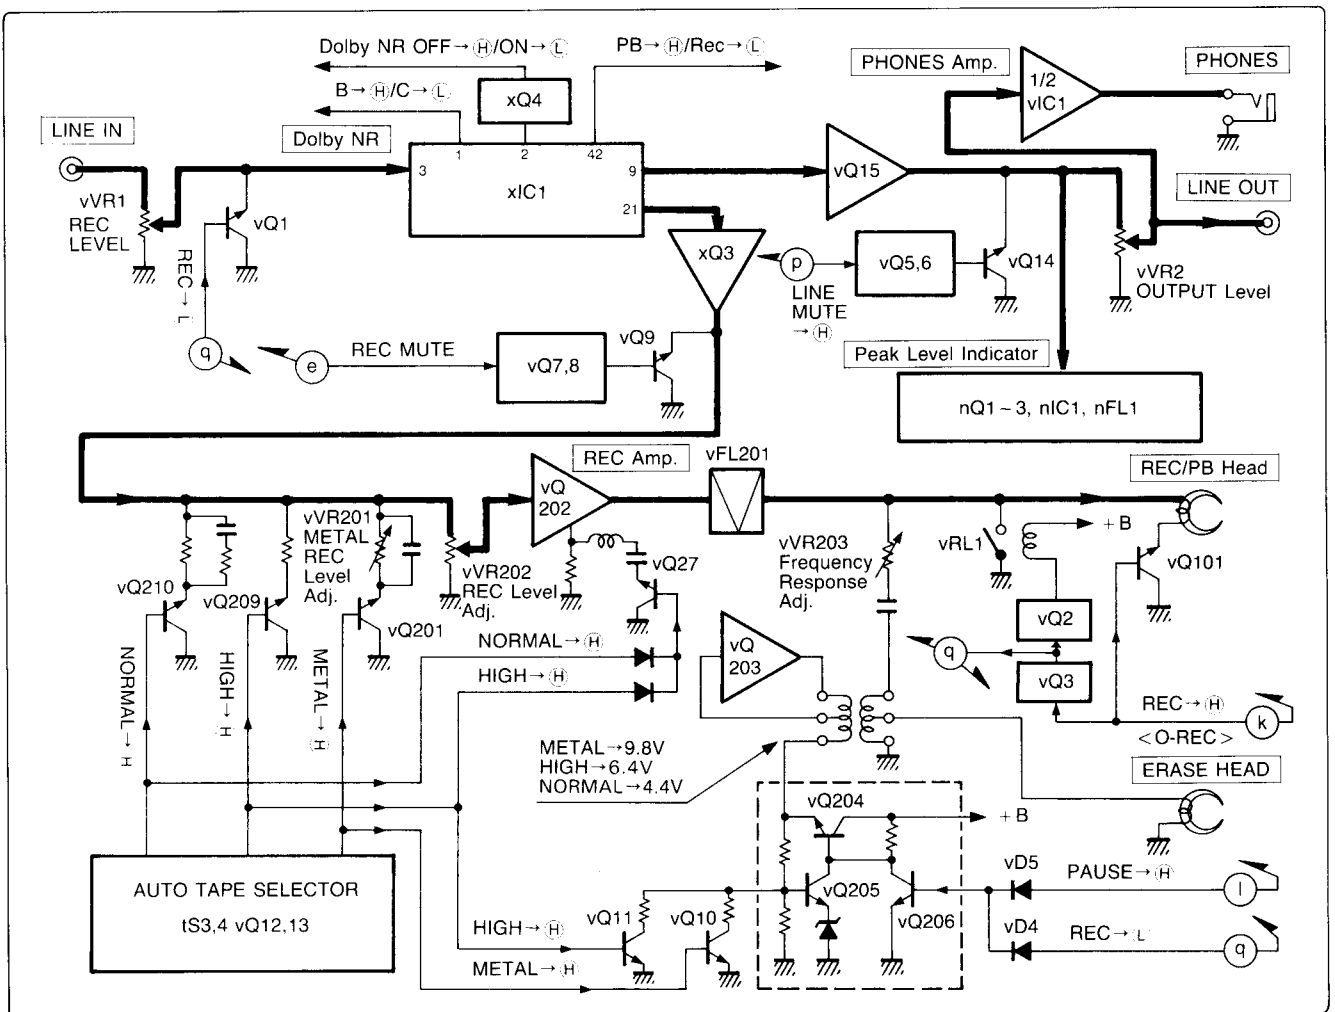 Dolby NR OFF→Ⓗ/ON→Ⓛ
PB→Ⓗ/Rec→Ⓛ
B→Ⓗ/C→Ⓛ
xQ4
PHONES Amp.
1/2
vIC1
PHONES
LINE IN
Dolby NR
1
2
42
3
xIC1
9
21
vQ15
LINE OUT
vVR1
REC
LEVEL
vQ1
REC→Ⓛ
xQ3
p
LINE
MUTE
→Ⓗ
vQ5,6
vQ14
vVR2
OUTPUT Level
q
e
REC MUTE
vQ7,8
vQ9
Peak Level Indicator
nQ1~3, nIC1, nFL1
REC Amp.
vFL201
REC/PB Head
vQ
202
vVR201
METAL
REC
Level
Adj.
vQ210
vQ209
vQ201
vVR202
REC Level
Adj.
vQ27
vVR203
Frequency
Response
Adj.
vRL1
+B
vQ101
vQ2
vQ3
q
NORMAL→Ⓗ
HIGH→Ⓗ
METAL→Ⓗ
NORMAL→Ⓗ
HIGH→Ⓗ
vQ
203
REC→Ⓗ
<O-REC>
k
METAL→9.8V
HIGH→6.4V
NORMAL→4.4V
ERASE HEAD
vQ204
+B
vQ205
vQ206
AUTO TAPE SELECTOR
tS3,4 vQ12,13
vQ11
vQ10
HIGH→Ⓗ
METAL→Ⓗ
vD5
PAUSE→Ⓗ
l
vD4
REC→Ⓛ
q